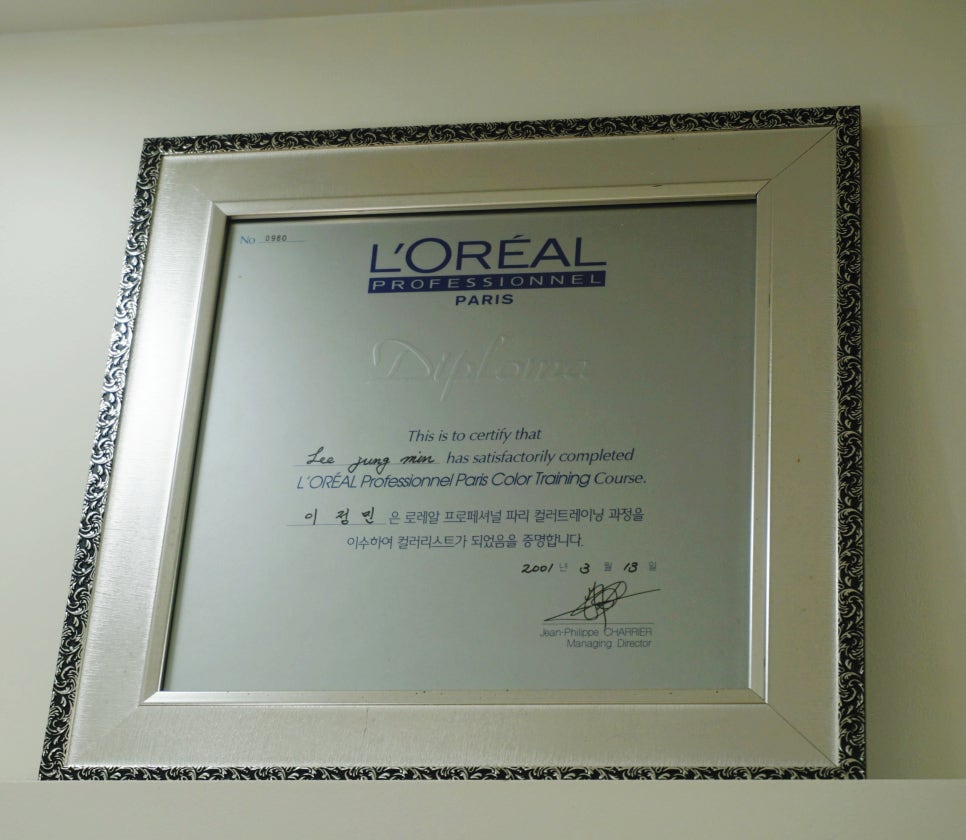 No 0980
L'ORÉAL
PROFESSIONNEL
PARIS
Diploma
This is to certify that
Lee jung min has satisfactorily completed
L'ORÉAL Professionnel Paris Color Training Course.
이 정 민 은 로레알 프로페셔널 파리 컬러트레이닝 과정을
이수하여 컬러리스트가 되었음을 증명합니다.
2001 년 3 월 13 일
Jean-Philippe CHARRIER
Managing Director